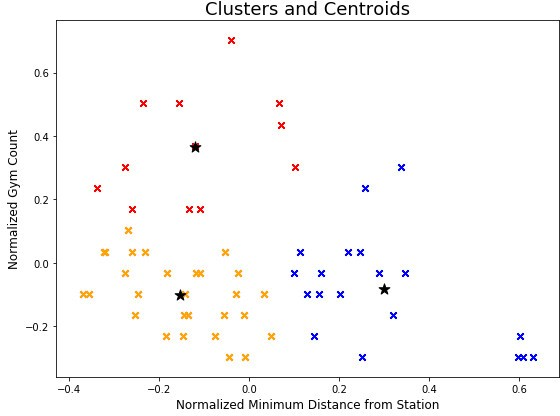 Clusters and Centroids
Normalized Gym Count
0.6
0.4
0.2
0.0
−0.2
−0.4 −0.2 0.0 0.2 0.4 0.6
Normalized Minimum Distance from Station